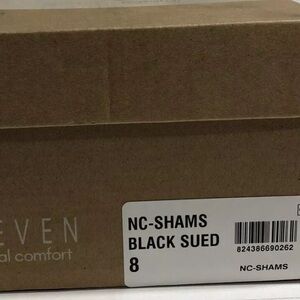 EVEN
al comfort
NC-SHAMS
BLACK SUED
8
824386690262
NC-SHAMS